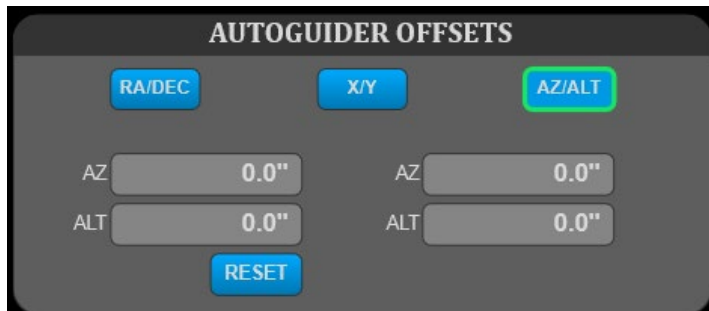 AUTOGUIDER OFFSETS
RA/DEC X/Y AZ/ALT
AZ 0.0" AZ 0.0"
ALT 0.0" ALT 0.0"
RESET